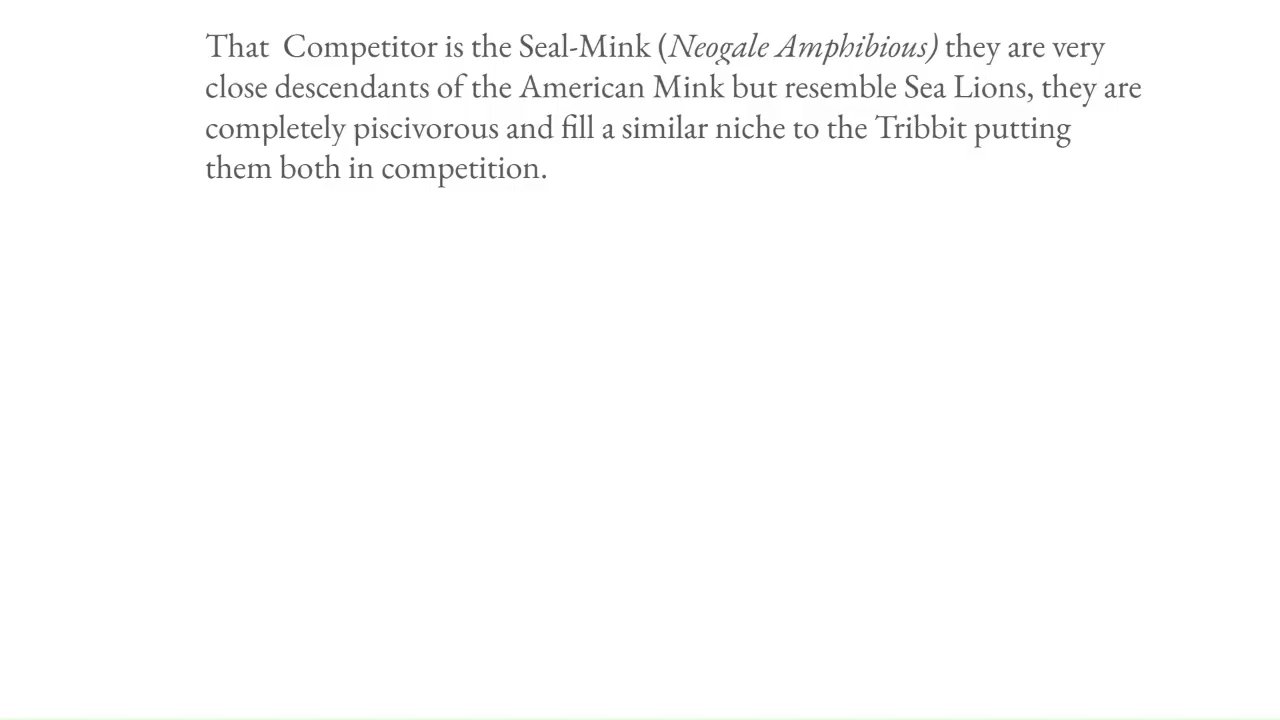 That  Competitor is the Seal-Mink (Neogale Amphibious) they are very
close descendants of the American Mink but resemble Sea Lions, they are
completely piscivorous and fill a similar niche to the Tribbit putting
them both in competition.